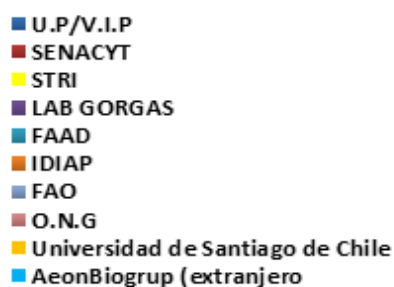 U.P/V.I.P
SENACYT
STRI
LAB GORGAS
FAAD
IDIAP
FAO
O.N.G
Universidad de Santiago de Chile
AeonBiogrup (extranjero